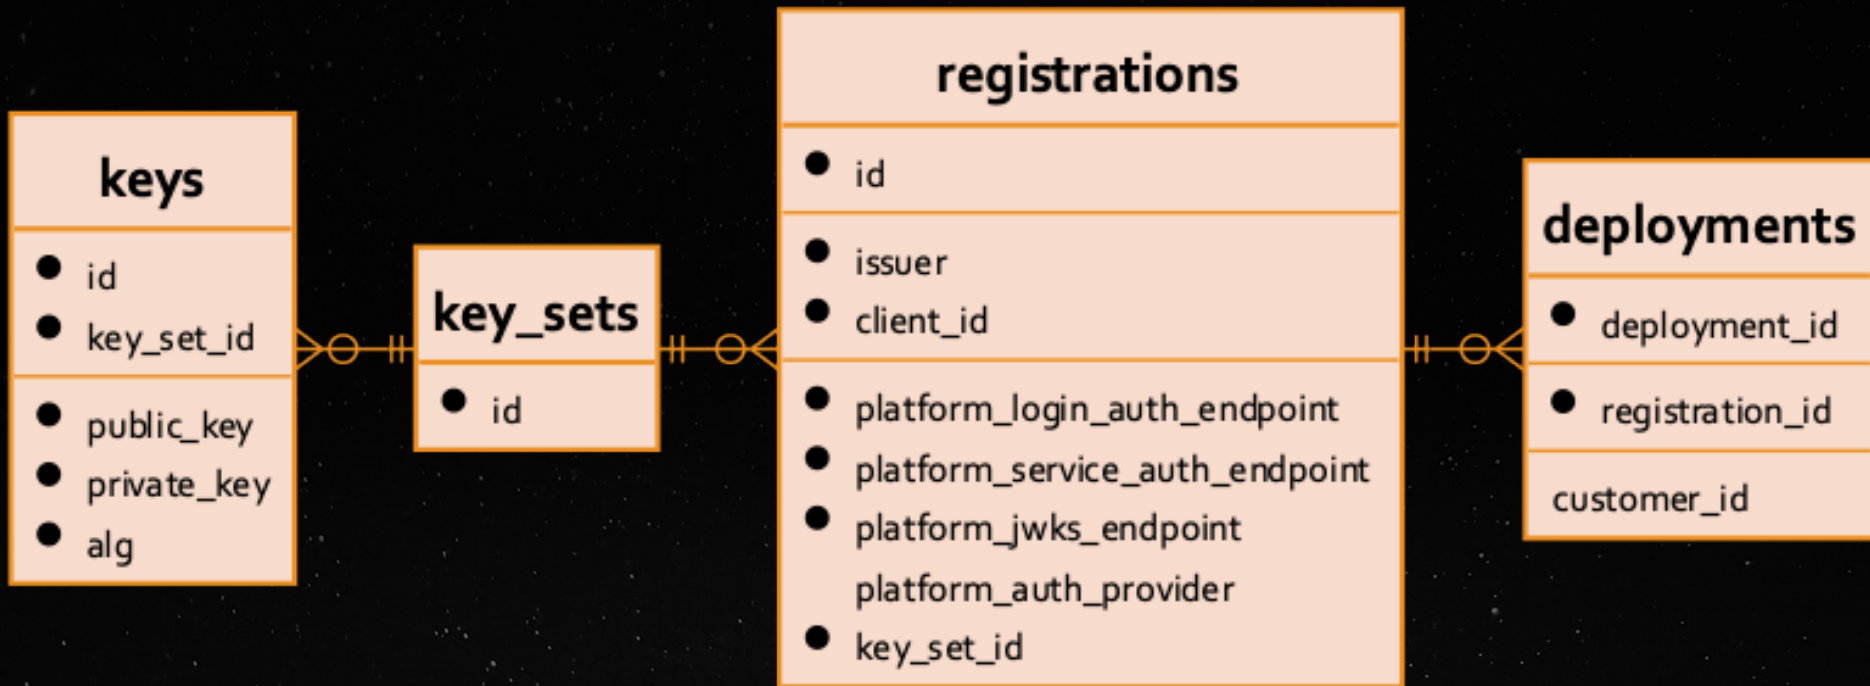 keys
id
key_set_id
public_key
private_key
alg
key_sets
id
registrations
id
issuer
client_id
platform_login_auth_endpoint
platform_service_auth_endpoint
platform_jwks_endpoint
platform_auth_provider
key_set_id
deployments
deployment_id
registration_id
customer_id